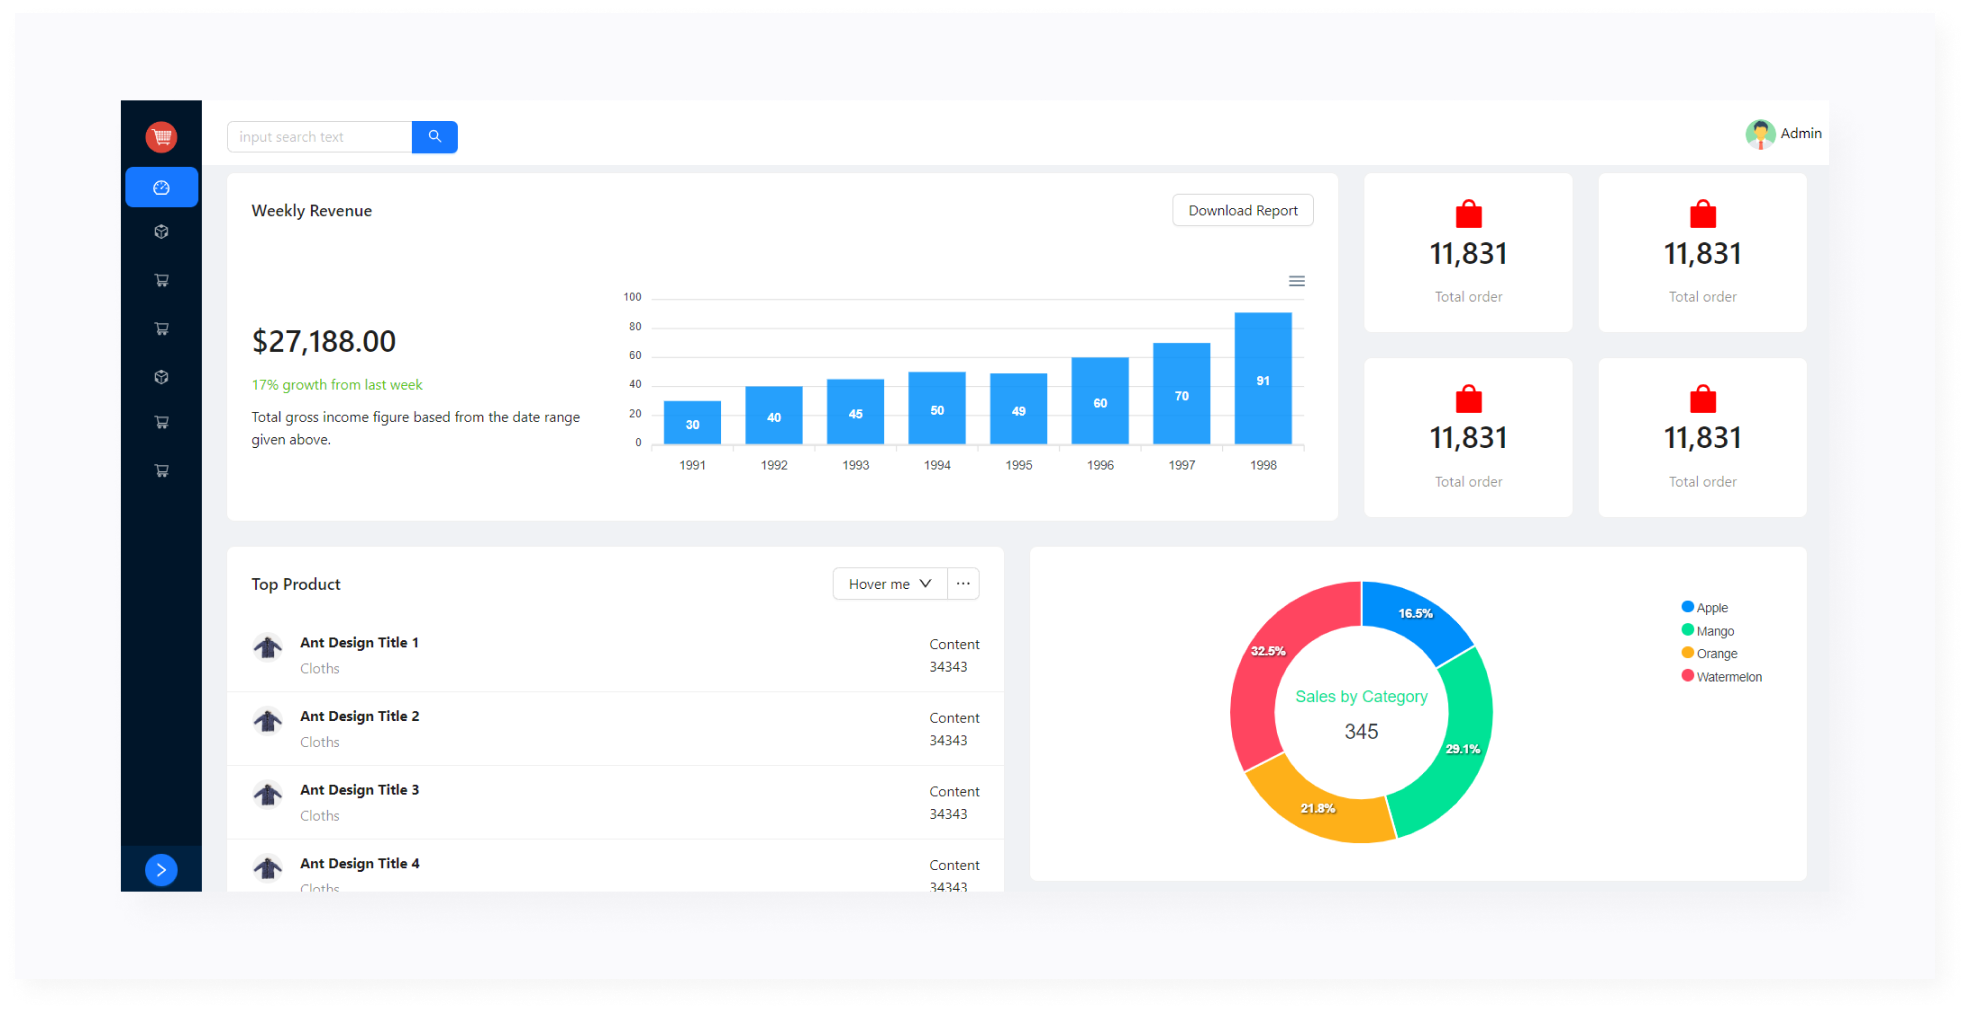 input search text
Admin
Weekly Revenue
Download Report
$27,188.00
17% growth from last week
Total gross income figure based from the date range
given above.
100
80
60
40
20
0
30
40
45
50
49
60
70
91
1991
1992
1993
1994
1995
1996
1997
1998
11,831
Total order
11,831
Total order
11,831
Total order
11,831
Total order
Top Product
Hover me
Ant Design Title 1
Cloths
Content
34343
Ant Design Title 2
Cloths
Content
34343
Ant Design Title 3
Cloths
Content
34343
Ant Design Title 4
Cloths
Content
34343
16.5%
32.5%
29.1%
21.8%
Sales by Category
345
Apple
Mango
Orange
Watermelon